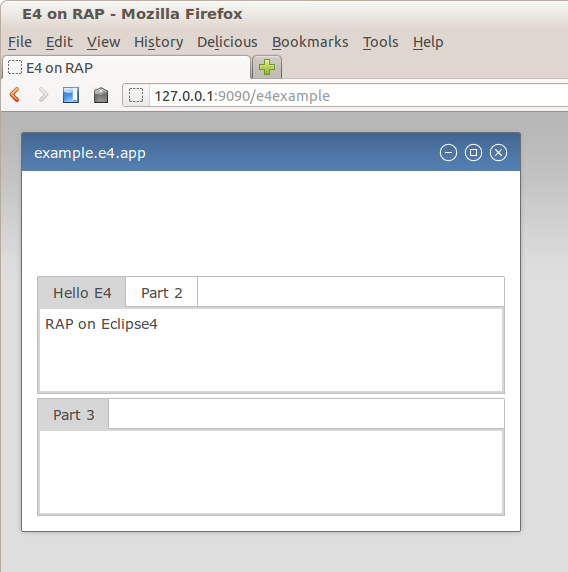 E4 on RAP - Mozilla Firefox
File Edit View History Delicious Bookmarks Tools Help
E4 on RAP
127.0.0.1:9090/e4example
example.e4.app
Hello E4 Part 2
RAP on Eclipse4
Part 3